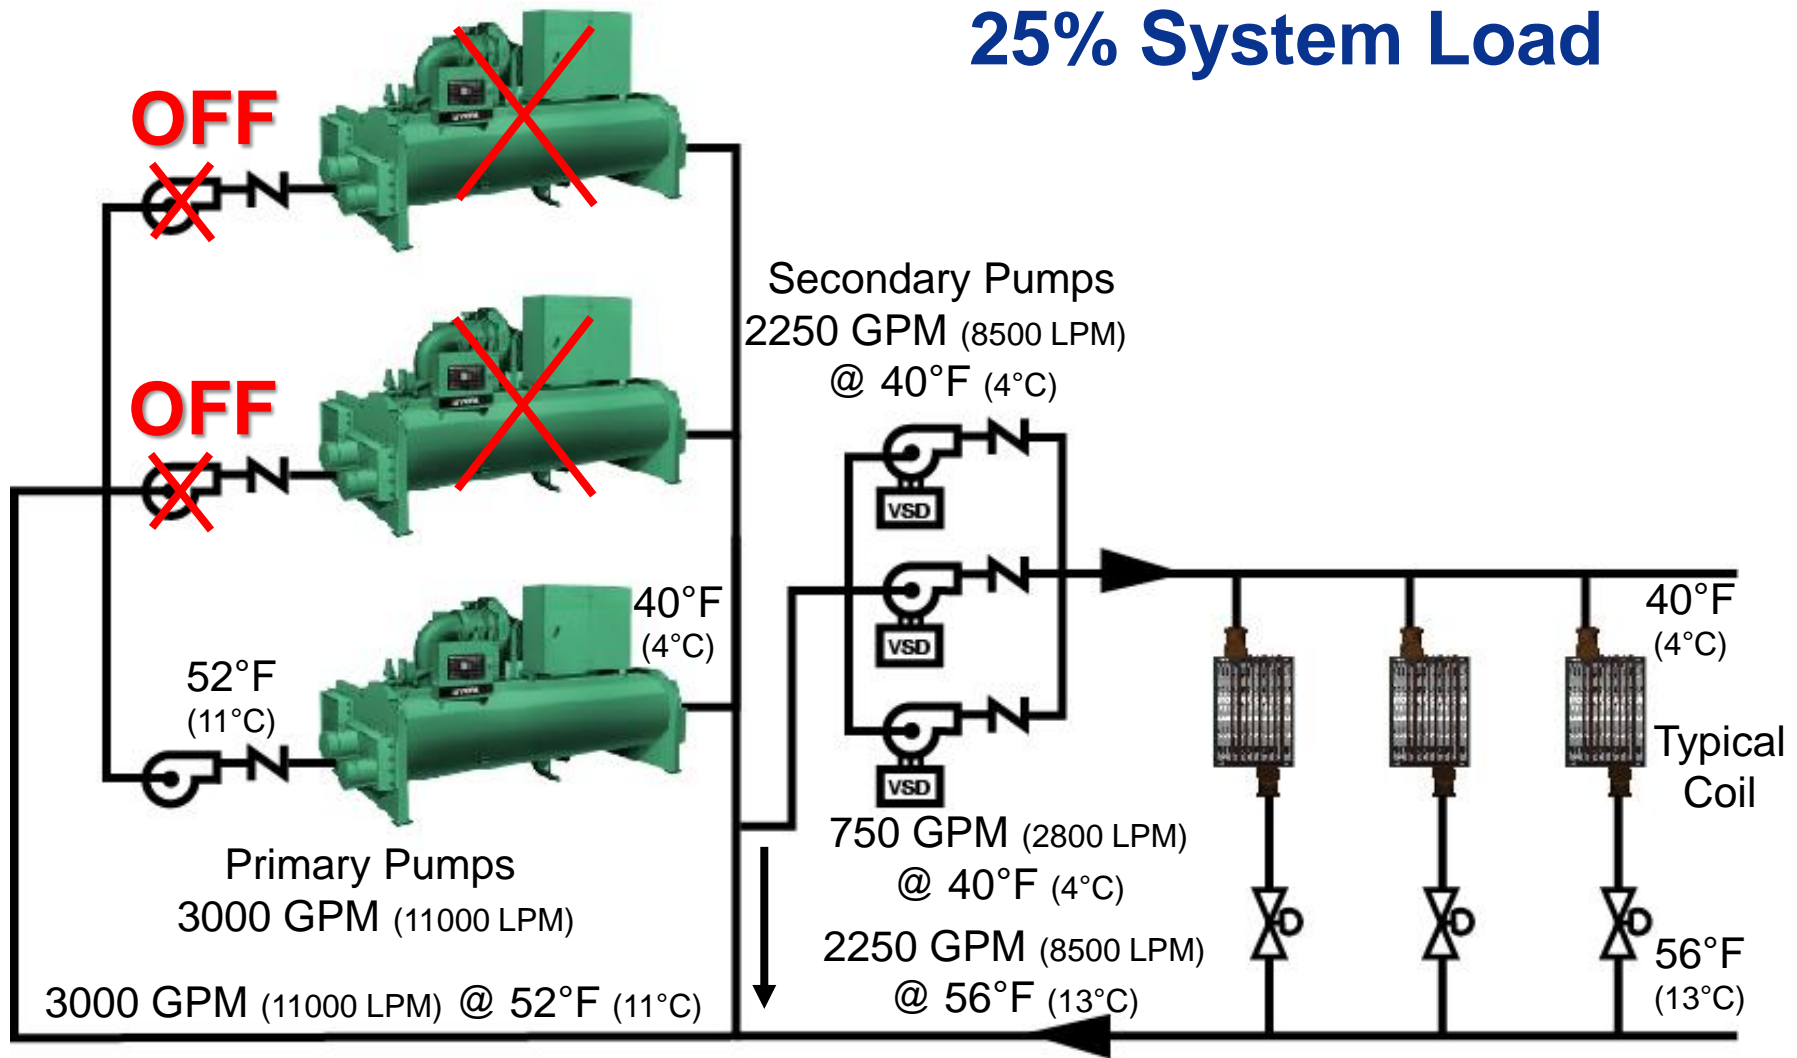 25% System Load
OFF
OFF
Secondary Pumps
2250 GPM (8500 LPM)
@ 40°F (4°C)
VSD
VSD
VSD
40°F
(4°C)
52°F
(11°C)
40°F
(4°C)
Typical
Coil
750 GPM (2800 LPM)
@ 40°F (4°C)
Primary Pumps
3000 GPM (11000 LPM)
2250 GPM (8500 LPM)
@ 56°F (13°C)
56°F
(13°C)
3000 GPM (11000 LPM) @ 52°F (11°C)